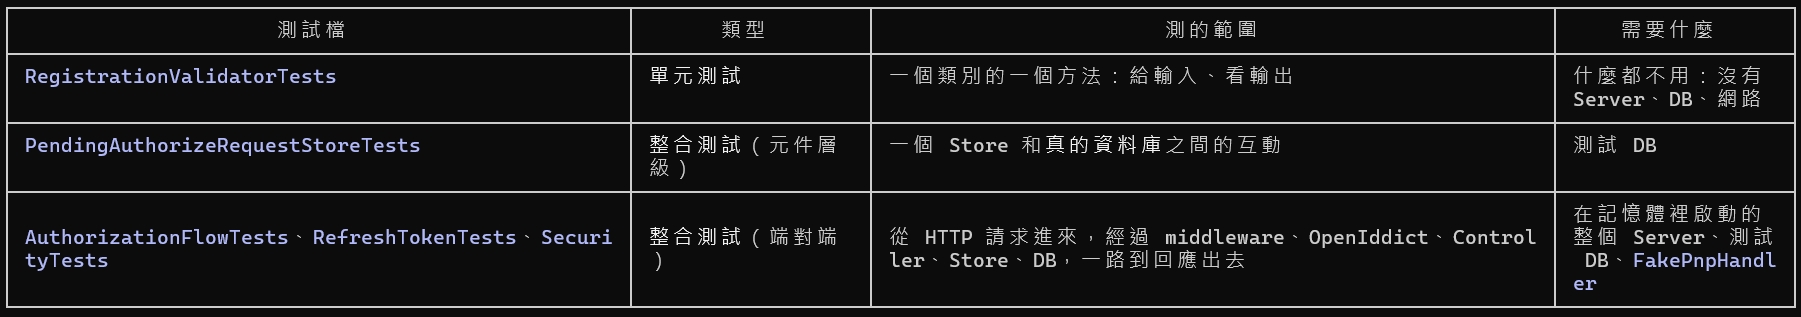 測試檔 類型 測的範圍 需要什麼
RegistrationValidatorTests 單元測試 一個類別的一個方法：給輸入、看輸出 什麼都不用：沒有
Server、DB、網路
PendingAuthorizeRequestStoreTests 整合測試（元件層 一個 Store 和真的資料庫之間的互動 測試 DB
級）
在記憶體裡啟動的
AuthorizationFlowTests、RefreshTokenTests、Securi 整合測試（端對端 從 HTTP 請求進來，經過 middleware、OpenIddict、Control 整個 Server、測試
tyTests ） ler、Store、DB，一路到回應出去 DB、FakePnpHandl
er